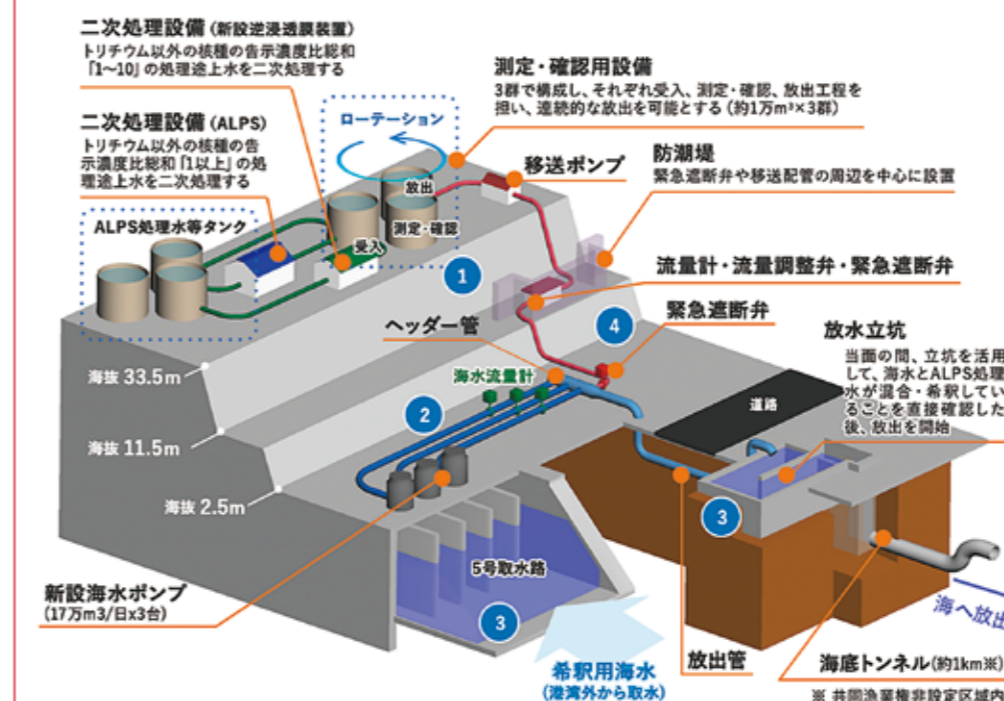 二次処理設備(新設逆浸透膜装置)
トリチウム以外の核種の告示濃度比総和
「1~10」の処理途上水を二次処理する
二次処理設備(ALPS)
トリチウム以外の核種の告
示濃度比総和「1以上」の処
理途上水を二次処理する
ALPS処理水等タンク
ローテーション
放出
測定・確認
受入
測定・確認用設備
3群で構成し、それぞれ受入、測定・確認、放出工程を
担い、連続的な放出を可能とする(約1万m³×3群)
移送ポンプ
防潮堤
緊急遮断弁や移送配管の周辺を中心に設置
流量計・流量調整弁・緊急遮断弁
緊急遮断弁
ヘッダー管
海水流量計
放水立坑
当面の間、立坑を活用
して、海水とALPS処理
水が混合・希釈してい
ることを直接確認した
後、放出を開始
道路
1
4
2
3
3
海抜 33.5m
海抜 11.5m
海抜 2.5m
新設海水ポンプ
(17万m3/日x3台)
5号取水路
希釈用海水
(港湾外から取水)
放出管
海へ放出
海底トンネル(約1km※)
※ 共同漁業権非設定区域内